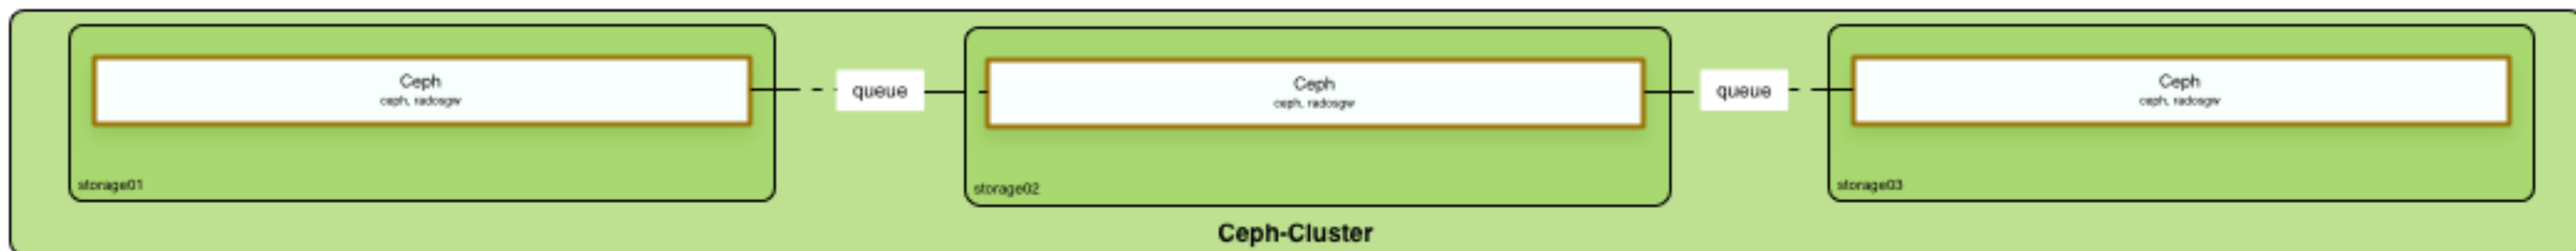 Ceph
ceph, radosgw
storage01
queue
Ceph
ceph, radosgw
storage02
queue
Ceph
ceph, radosgw
storage03
Ceph-Cluster